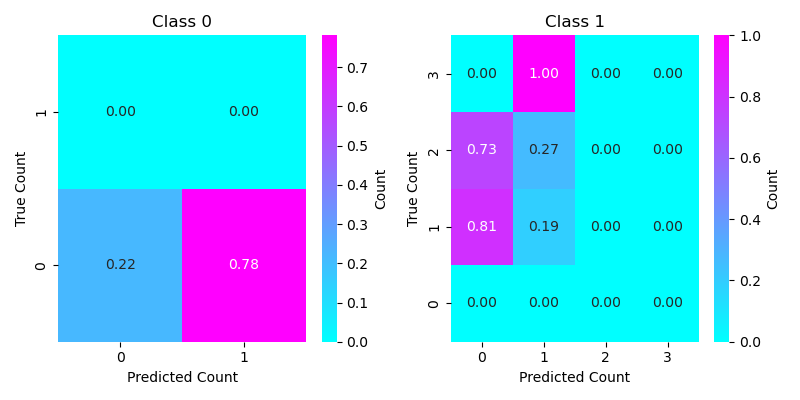 Class 0
True Count
1
0.00 0.00
0
0.22 0.78
0 1
Predicted Count
0.7
0.6
0.5
0.4
0.3
0.2
0.1
0.0
Count
Class 1
True Count
3
0.00 1.00 0.00 0.00
2
0.73 0.27 0.00 0.00
1
0.81 0.19 0.00 0.00
0
0.00 0.00 0.00 0.00
0 1 2 3
Predicted Count
1.0
0.8
0.6
0.4
0.2
0.0
Count